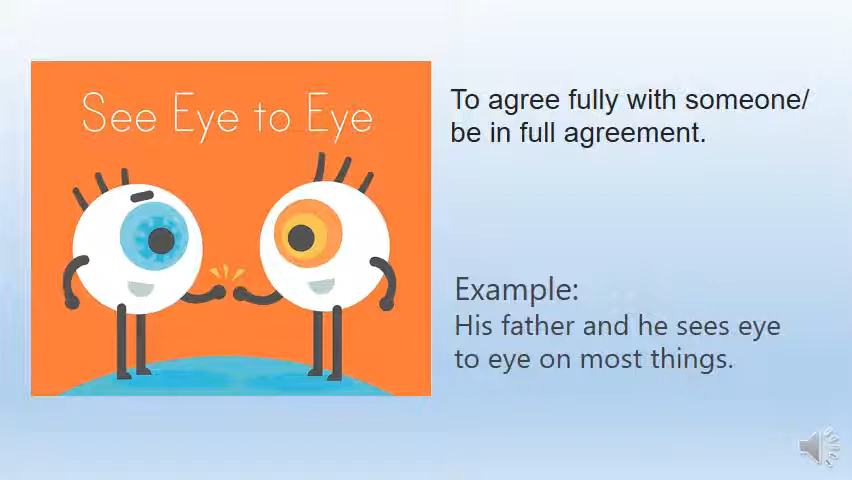 See Eye to Eye
To agree fully with someone/
be in full agreement.
Example:
His father and he sees eye
to eye on most things.